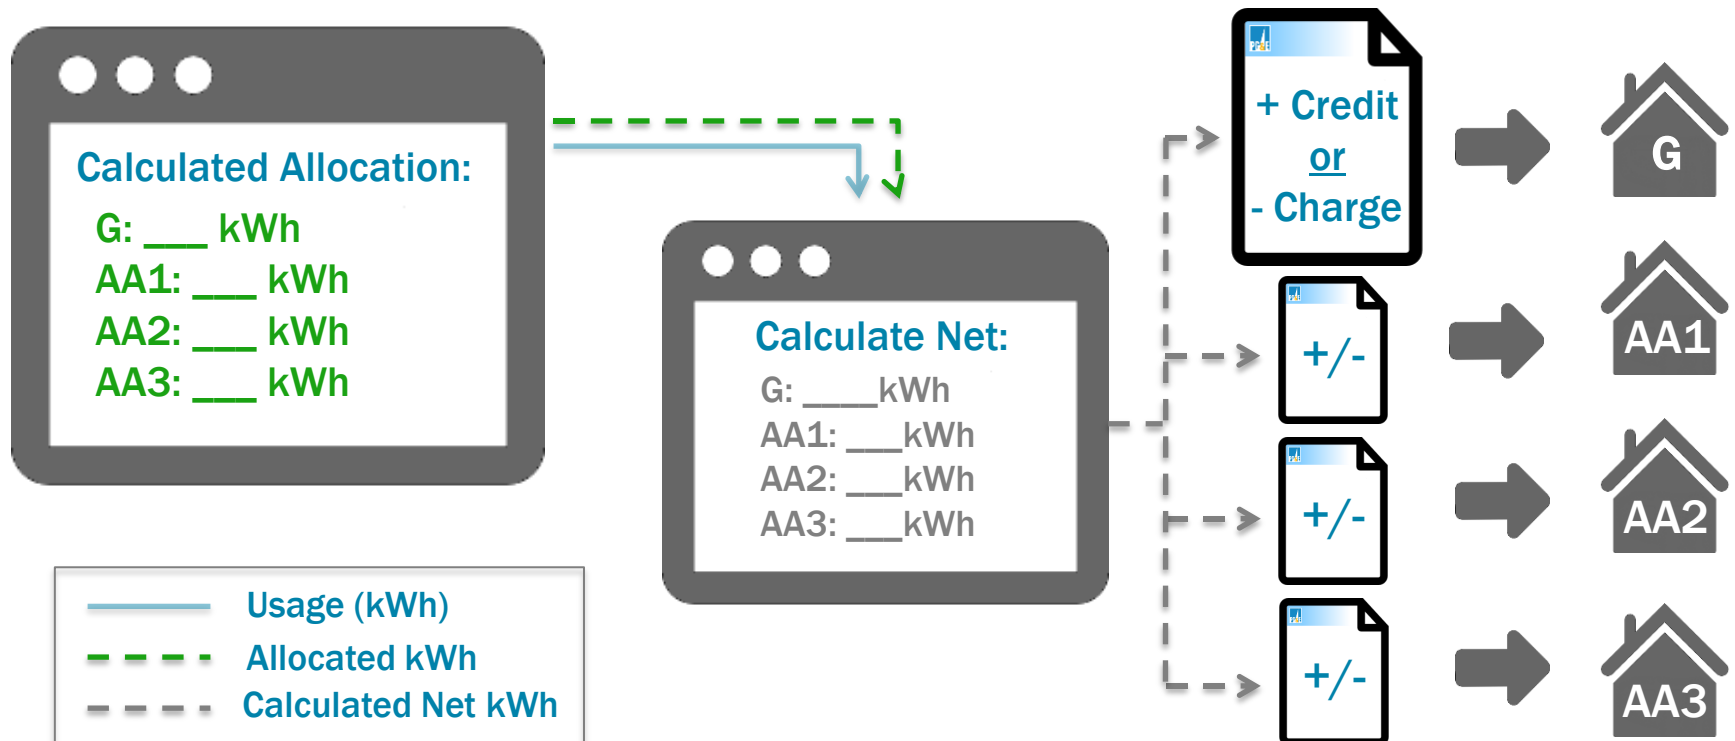 Calculated Allocation:
G: ___ kWh
AA1: ___ kWh
AA2: ___ kWh
AA3: ___ kWh
Calculate Net:
G: ____kWh
AA1: ___kWh
AA2: ___kWh
AA3: ___kWh
Usage (kWh)
Allocated kWh
Calculated Net kWh
PG&E
+ Credit
or
- Charge
G
+/-
AA1
+/-
AA2
+/-
AA3